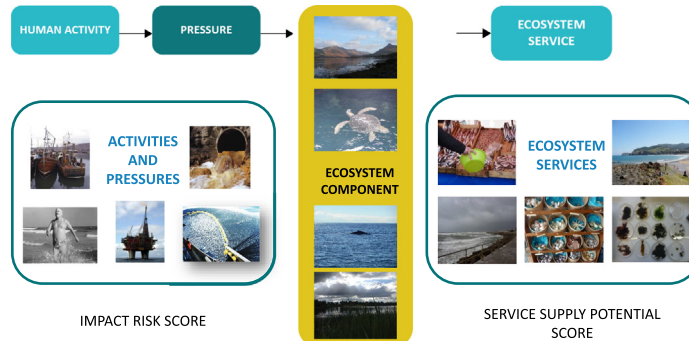 HUMAN ACTIVITY
PRESSURE
ECOSYSTEM
SERVICE
ACTIVITIES
AND
PRESSURES
ECOSYSTEM
COMPONENT
ECOSYSTEM
SERVICES
IMPACT RISK SCORE
SERVICE SUPPLY POTENTIAL
SCORE